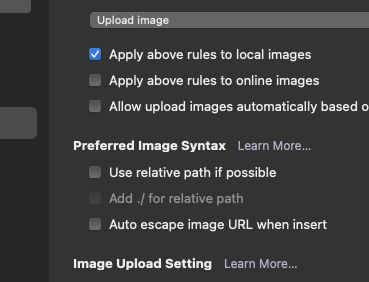 Upload image
Apply above rules to local images
Apply above rules to online images
Allow upload images automatically based
Preferred Image Syntax Learn More...
Use relative path if possible
Add ./ for relative path
Auto escape image URL when insert
Image Upload Setting Learn More...